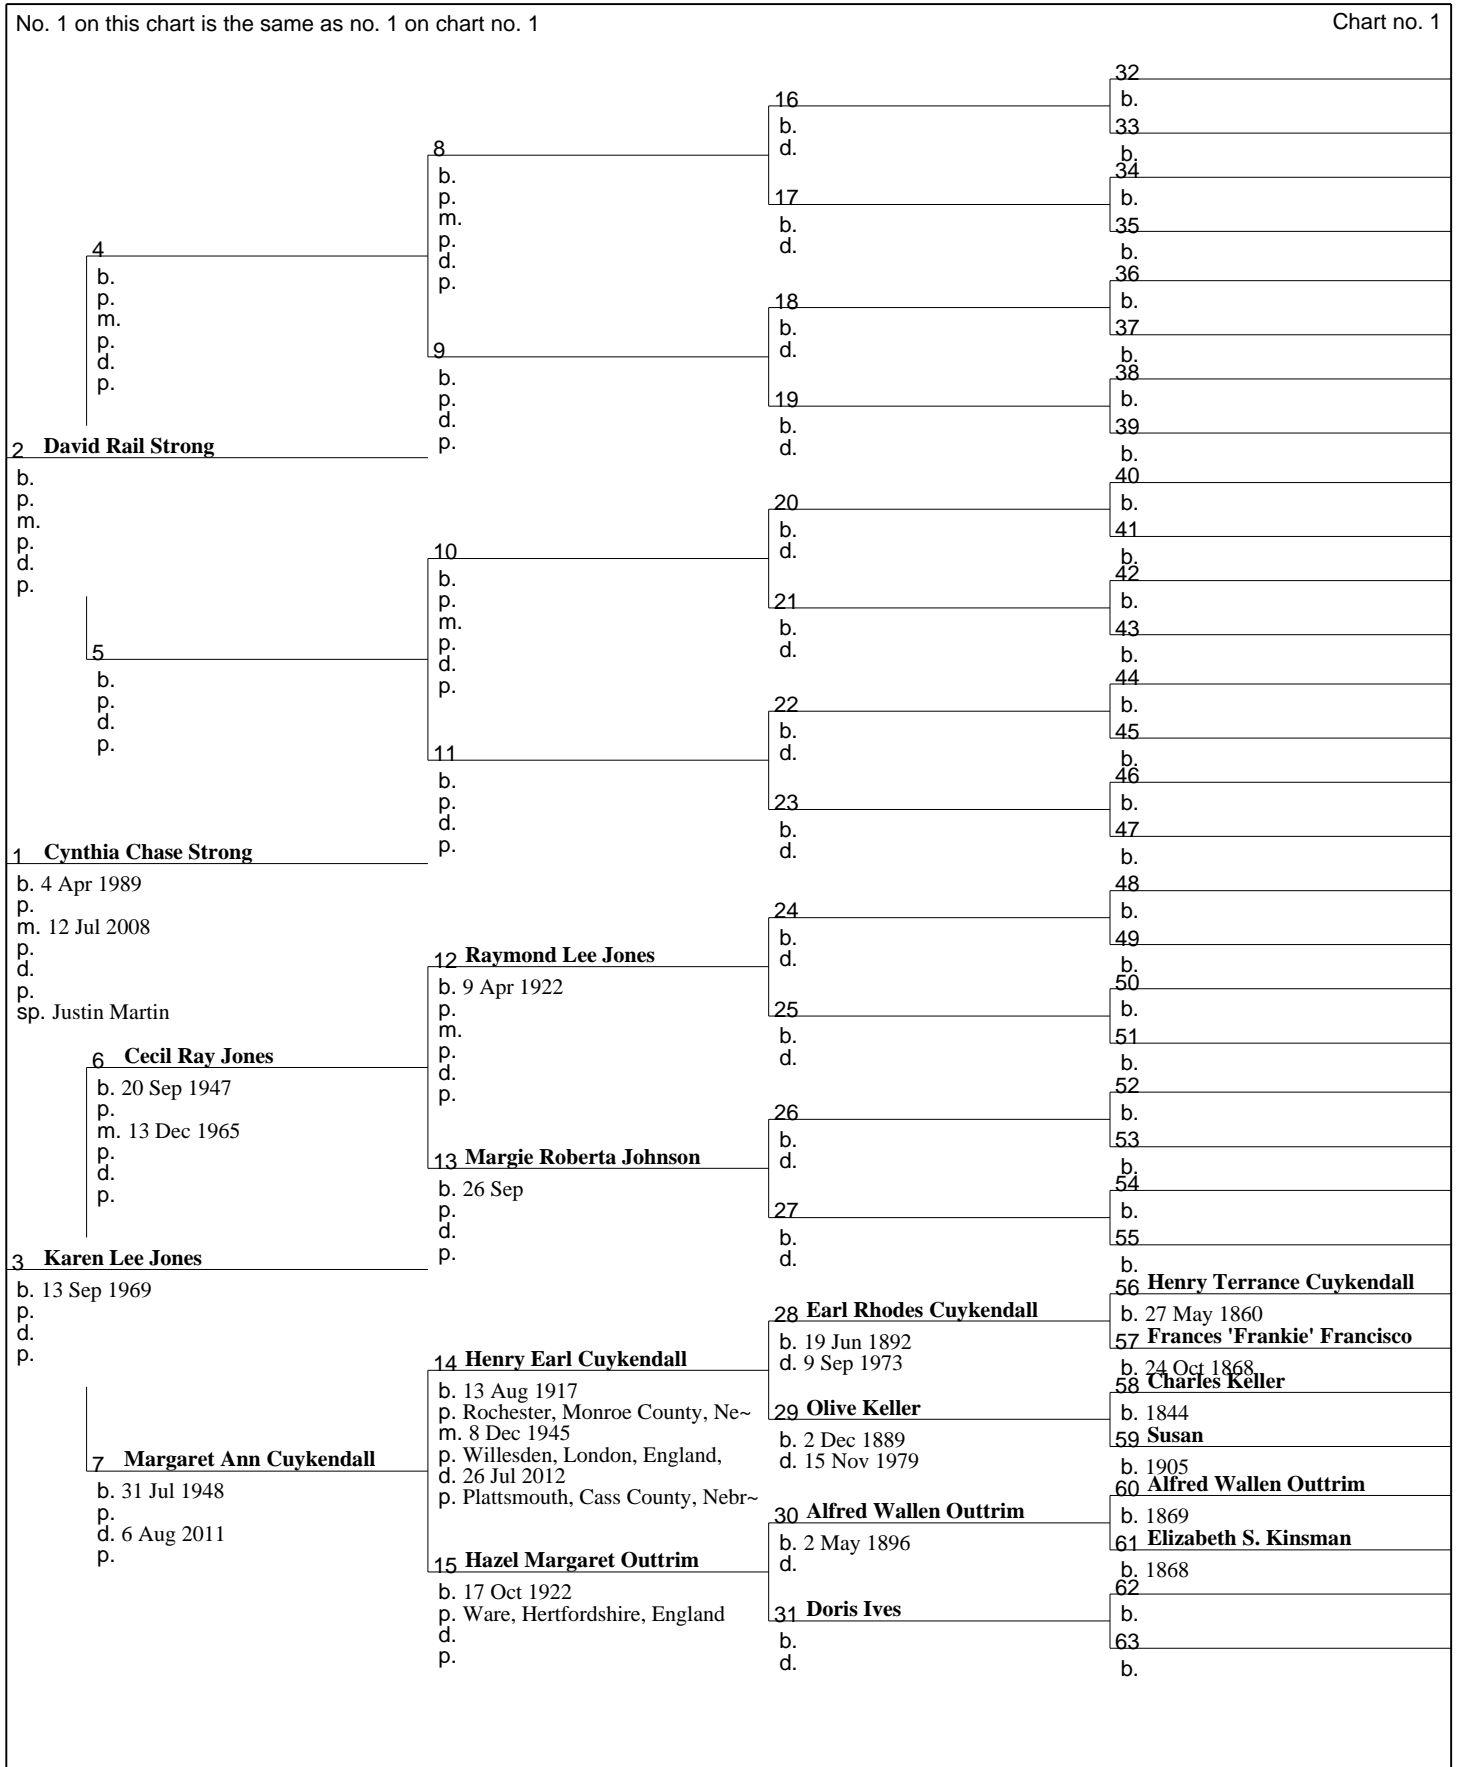 No. 1 on this chart is the same as no. 1 on chart no. 1
Chart no. 1
2 David Rail Strong
b.
p.
m.
p.
d.
p.
1 Cynthia Chase Strong
b. 4 Apr 1989
p.
m. 12 Jul 2008
p.
d.
p.
sp. Justin Martin
3 Karen Lee Jones
b. 13 Sep 1969
p.
d.
p.
4
b.
p.
m.
p.
d.
p.
5
b.
p.
d.
p.
6 Cecil Ray Jones
b. 20 Sep 1947
p.
m. 13 Dec 1965
p.
d.
p.
7 Margaret Ann Cuykendall
b. 31 Jul 1948
p.
d. 6 Aug 2011
p.
8
b.
p.
m.
p.
d.
p.
9
b.
p.
d.
p.
10
b.
p.
m.
p.
d.
p.
11
b.
p.
d.
p.
12 Raymond Lee Jones
b. 9 Apr 1922
p.
m.
p.
d.
p.
13 Margie Roberta Johnson
b. 26 Sep
p.
d.
p.
14 Henry Earl Cuykendall
b. 13 Aug 1917
p. Rochester, Monroe County, Ne~
m. 8 Dec 1945
p. Willesden, London, England,
d. 26 Jul 2012
p. Plattsmouth, Cass County, Nebr~
15 Hazel Margaret Outtrim
b. 17 Oct 1922
p. Ware, Hertfordshire, England
d.
p.
16
b.
d.
17
b.
d.
18
b.
d.
19
b.
d.
20
b.
d.
21
b.
d.
22
b.
d.
23
b.
d.
24
b.
d.
25
b.
d.
26
b.
d.
27
b.
d.
28 Earl Rhodes Cuykendall
b. 19 Jun 1892
d. 9 Sep 1973
29 Olive Keller
b. 2 Dec 1889
d. 15 Nov 1979
30 Alfred Wallen Outtrim
b. 2 May 1896
d.
31 Doris Ives
b.
d.
32
b.
33
b.
34
b.
35
b.
36
b.
37
b.
38
b.
39
b.
40
b.
41
b.
42
b.
43
b.
44
b.
45
b.
46
b.
47
b.
48
b.
49
b.
50
b.
51
b.
52
b.
53
b.
54
b.
55
b.
56 Henry Terrance Cuykendall
b. 27 May 1860
57 Frances 'Frankie' Francisco
b. 24 Oct 1868
58 Charles Keller
b. 1844
59 Susan
b. 1905
60 Alfred Wallen Outtrim
b. 1869
61 Elizabeth S. Kinsman
b. 1868
62
b.
63
b.